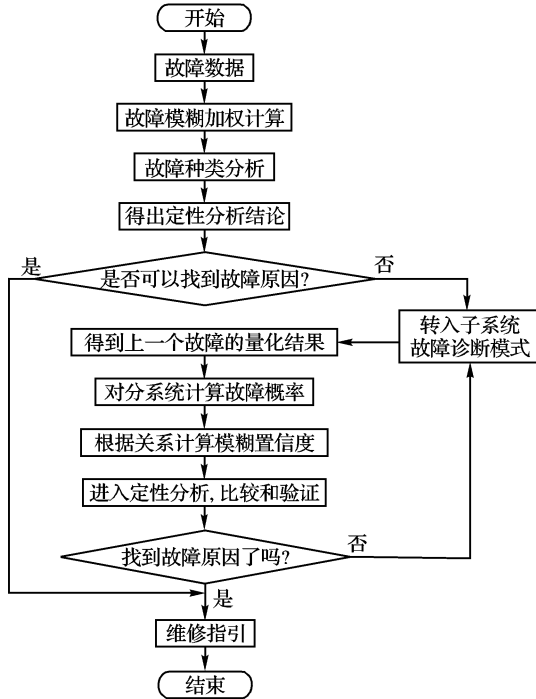 开始
故障数据
故障模糊加权计算
故障种类分析
得出定性分析结论
是
是否可以找到故障原因?
否
转入子系统
故障诊断模式
得到上一个故障的量化结果
对分系统计算故障概率
根据关系计算模糊置信度
进入定性分析,比较和验证
找到故障原因了吗?
否
是
维修指引
结束